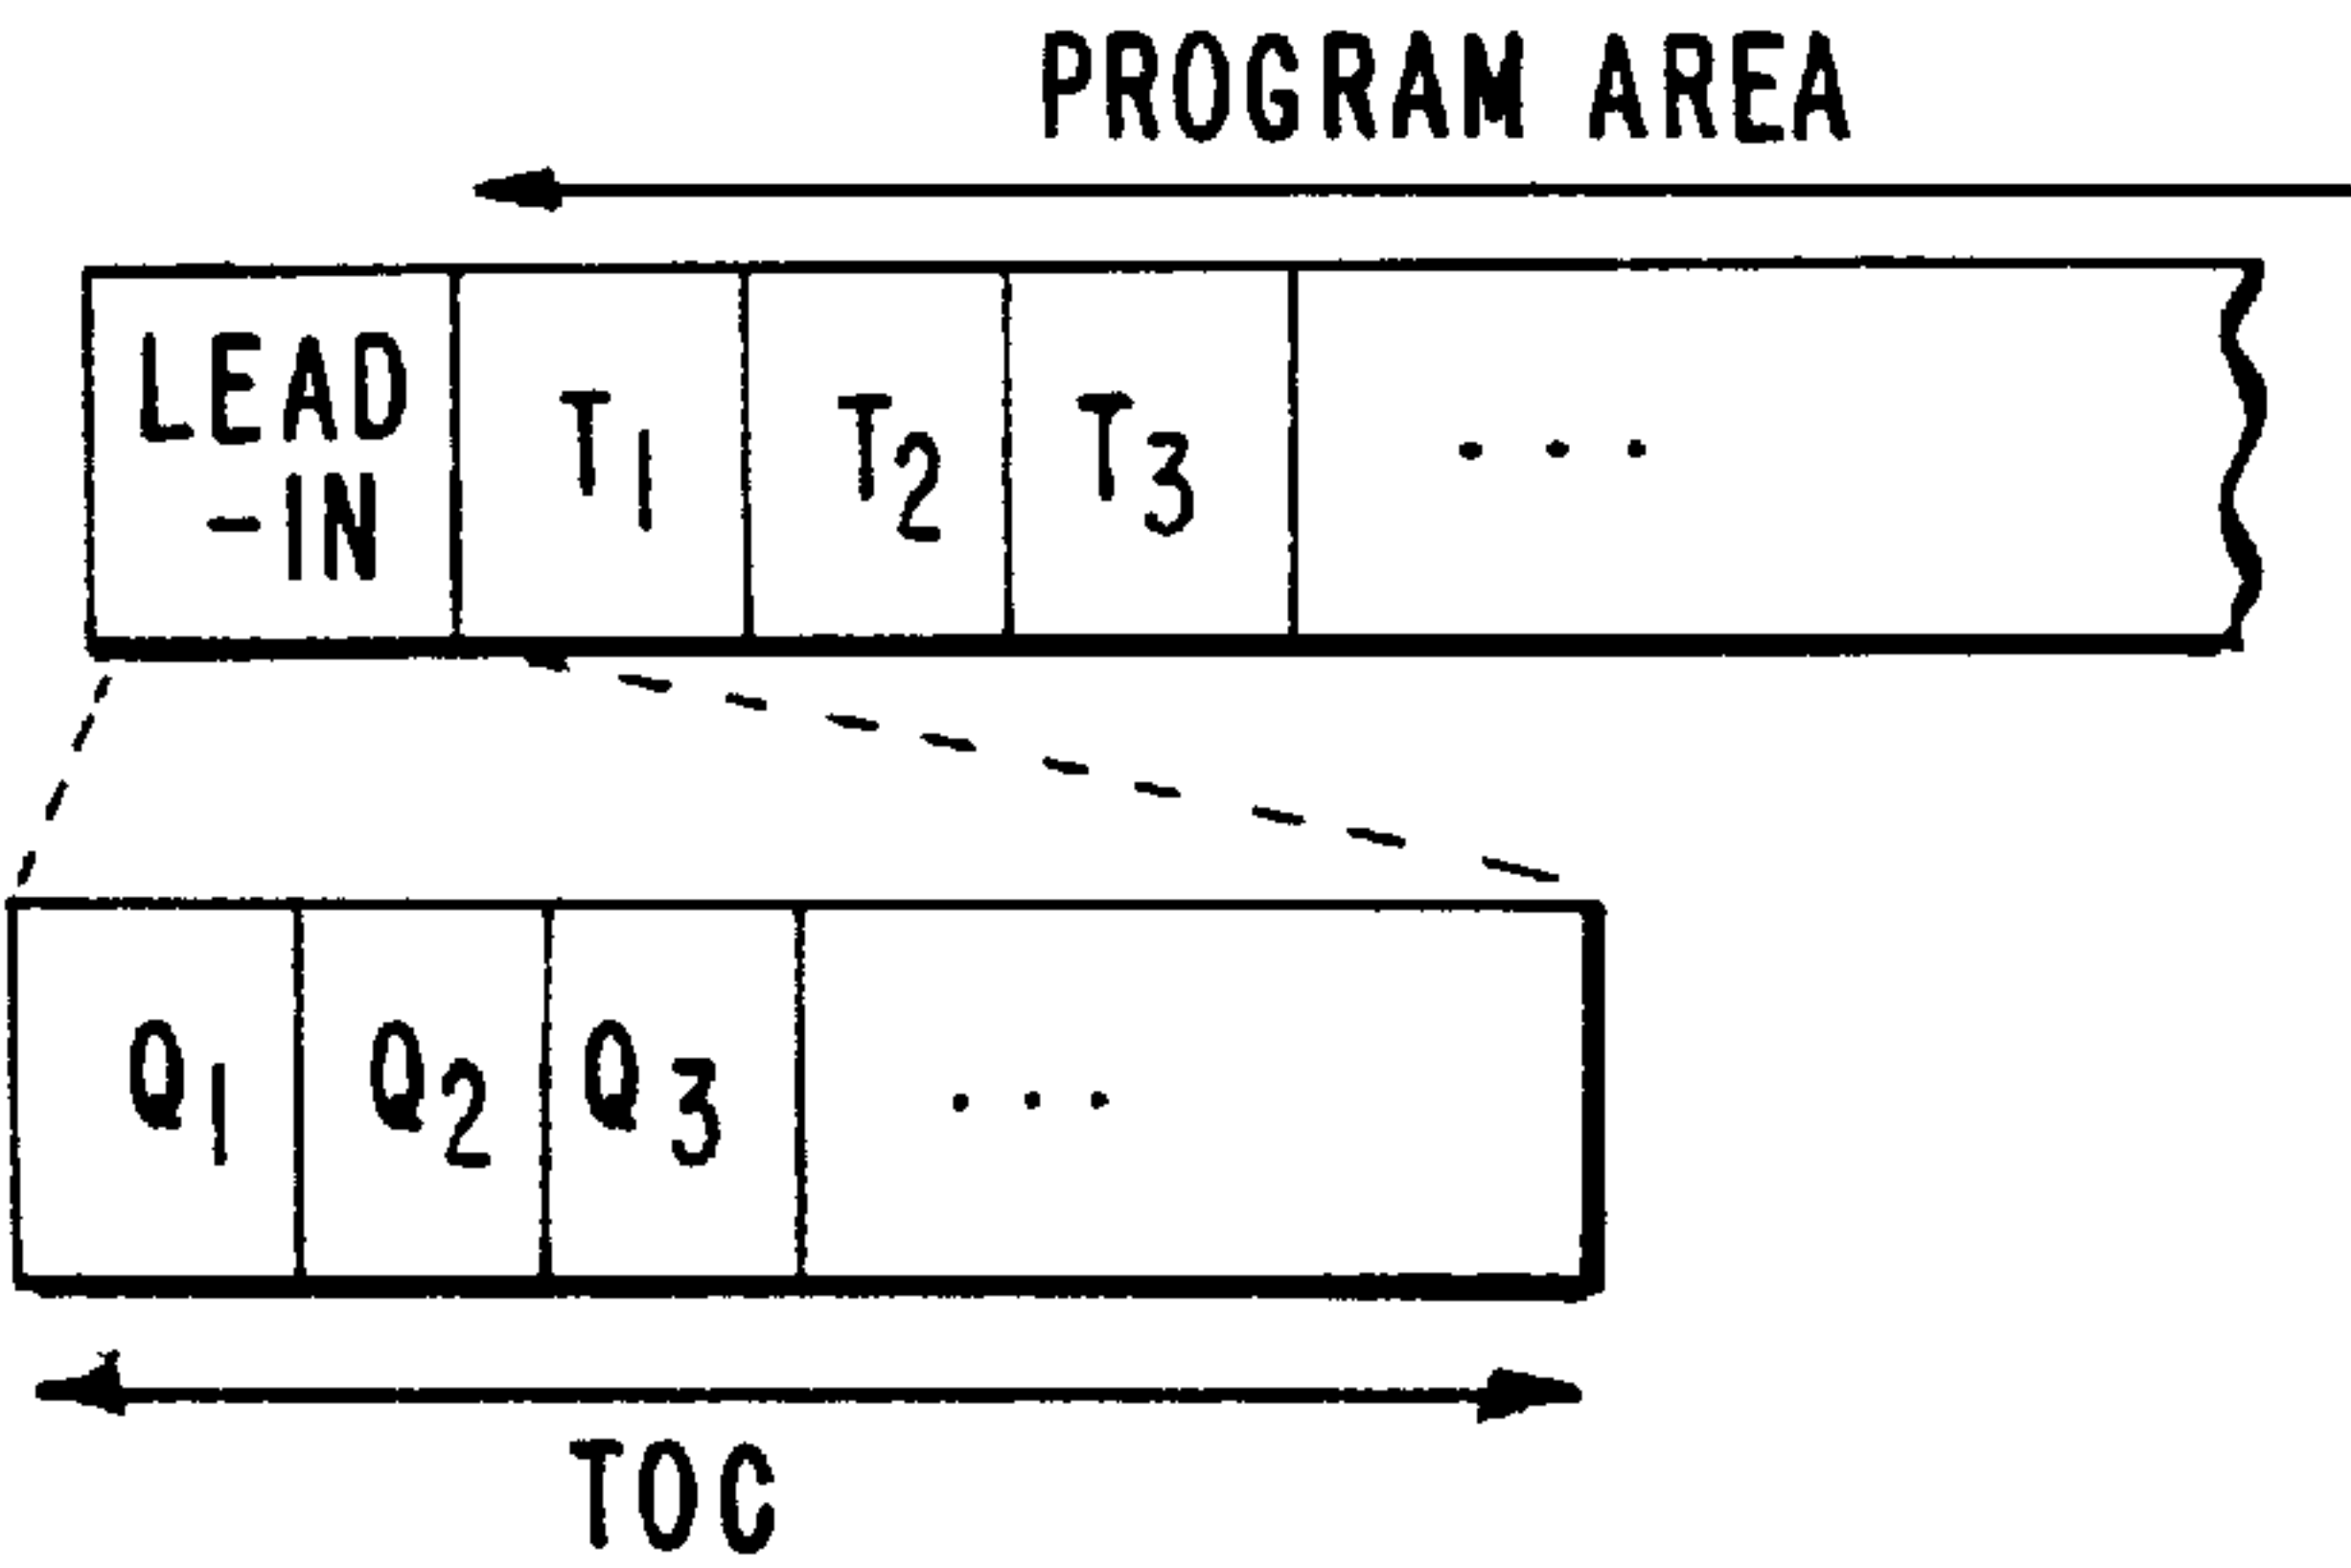 PROGRAM AREA
LEAD
-IN
T1
T2
T3
. . .
Q1
Q2
Q3
. . .
TOC